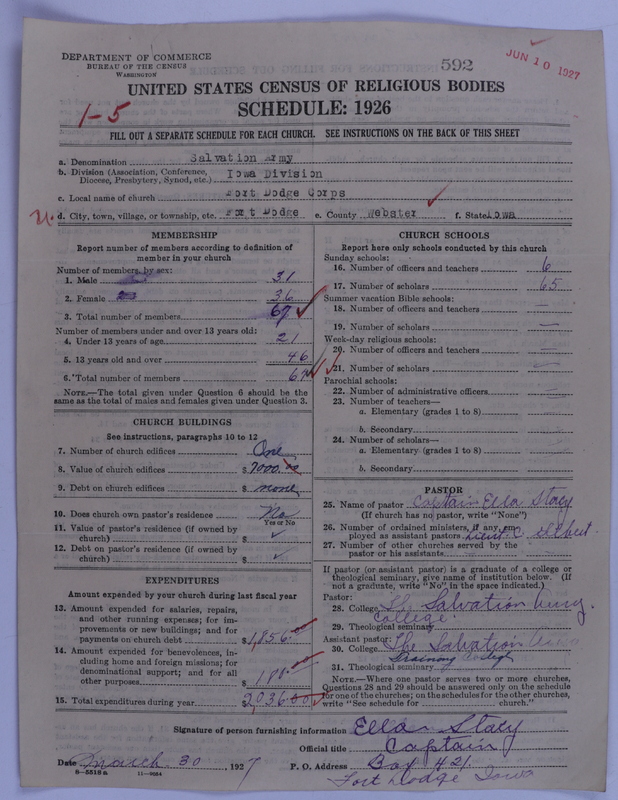 DEPARTMENT OF COMMERCE
BUREAU OF THE CENSUS
WASHINGTON
592
JUN 10 1927
UNITED STATES CENSUS OF RELIGIOUS BODIES
SCHEDULE: 1926
1-5
FILL OUT A SEPARATE SCHEDULE FOR EACH CHURCH. SEE INSTRUCTIONS ON THE BACK OF THIS SHEET
a. Denomination Salvation Army
b. Division (Association, Conference, Diocese, Presbytery, Synod, etc.) Iowa Division
c. Local name of church Fort Dodge Corps
d. City, town, village, or township, etc. Fort Dodge e. County Webster f. State Iowa
MEMBERSHIP
Report number of members according to definition of
member in your church
Number of members, by sex:
1. Male 31
2. Female 36
3. Total number of members 67
Number of members under and over 13 years old:
4. Under 13 years of age 21
5. 13 years old and over 46
6. Total number of members 67
NOTE.—The total given under Question 6 should be
same as the total of males and females given under Question 3.
CHURCH BUILDINGS
See instructions, paragraphs 10 to 12
7. Number of church edifices One
8. Value of church edifices $7000.00
9. Debt on church edifices $ none
10. Does church own pastor's residence No
Yes or No
11. Value of pastor's residence (if owned by
church) $
12. Debt on pastor's residence (if owned by
church) $
EXPENDITURES
Amount expended by your church during last fiscal year
13. Amount expended for salaries, repairs,
and other running expenses; for im-
provements or new buildings; and for
payments on church debt $1,856.00
14. Amount expended for benevolences, in-
cluding home and foreign missions; for
denominational support; and for all
other purposes $180.00
15. Total expenditures during year $2,036.00
CHURCH SCHOOLS
Report here only schools conducted by this church
Sunday schools:
16. Number of officers and teachers 6
17. Number of scholars 65
Summer vacation Bible schools:
18. Number of officers and teachers
19. Number of scholars —
Week-day religious schools:
20. Number of officers and teachers —
21. Number of scholars —
Parochial schools:
22. Number of administrative officers —
23. Number of teachers—
a. Elementary (grades 1 to 8)
b. Secondary
24. Number of scholars—
a. Elementary (grades 1 to 8)
b. Secondary
PASTOR
25. Name of pastor Captain Ella Stacy
(If church has no pastor, write "None")
26. Number of ordained ministers, if any, em-
ployed as assistant pastors Lieut. C.
27. Number of other churches served by the
pastor or his assistants
If pastor (or assistant pastor) is a graduate of a college or
theological seminary, give name of institution below. (If
not a graduate, write "No" in the space indicated.)
Pastor:
28. College The Salvation Army
College.
29. Theological seminary
Assistant pastor:
30. College The Salvation Army
Training College
31. Theological seminary
NOTE.—Where one pastor serves two or more churches,
Questions 28 and 29 should be answered only on the schedule
for one of the churches; on the schedules for the other churches,
write "See schedule for church."
Signature of person furnishing information Ella Stacy
Official title Captain
Date March 30, 1927 P. O. Address Box 421
Fort Dodge Iowa
8-5518 a 11-9064